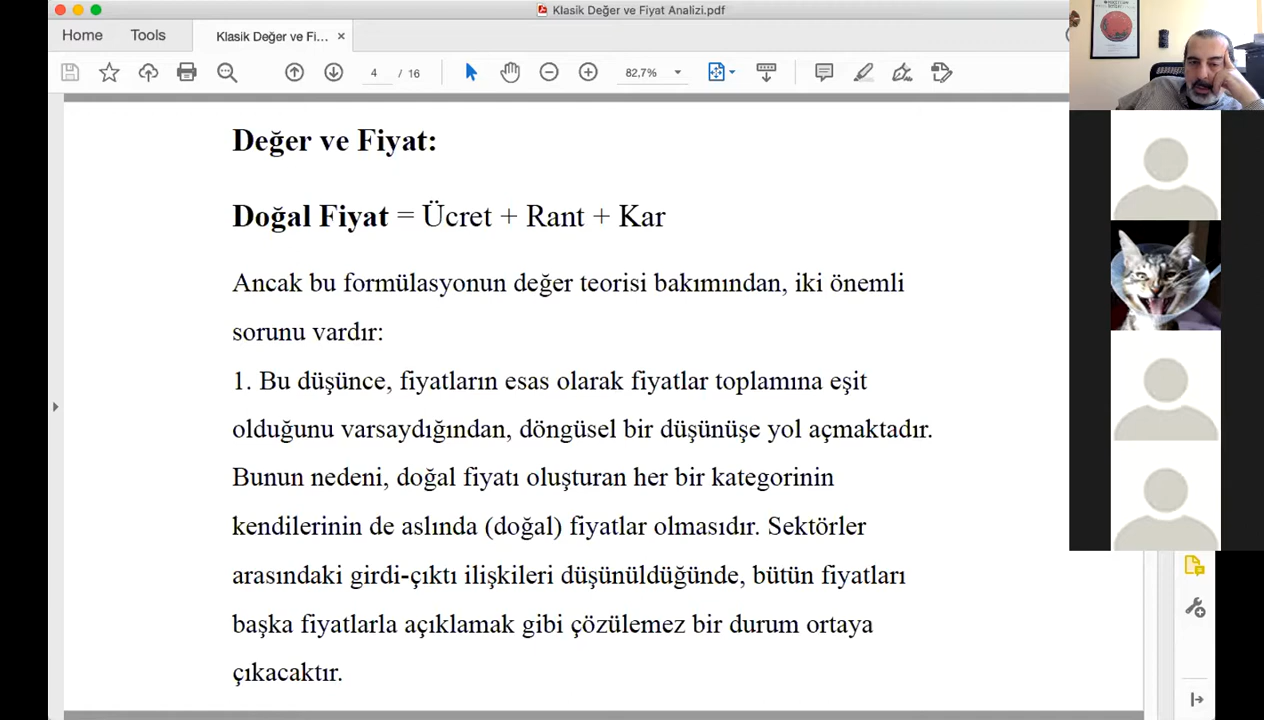 Klasik Değer ve Fiyat Analizi.pdf
Home
Tools
Klasik Değer ve Fi...
4 / 16
82,7%
Değer ve Fiyat:
Doğal Fiyat = Ücret + Rant + Kar
Ancak bu formülasyonun değer teorisi bakımından, iki önemli
sorunu vardır:
1. Bu düşünce, fiyatların esas olarak fiyatlar toplamına eşit
olduğunu varsaydığından, döngüsel bir düşünüşe yol açmaktadır.
Bunun nedeni, doğal fiyatı oluşturan her bir kategorinin
kendilerinin de aslında (doğal) fiyatlar olmasıdır. Sektörler
arasındaki girdi-çıktı ilişkileri düşünüldüğünde, bütün fiyatları
başka fiyatlarla açıklamak gibi çözülemez bir durum ortaya
çıkacaktır.